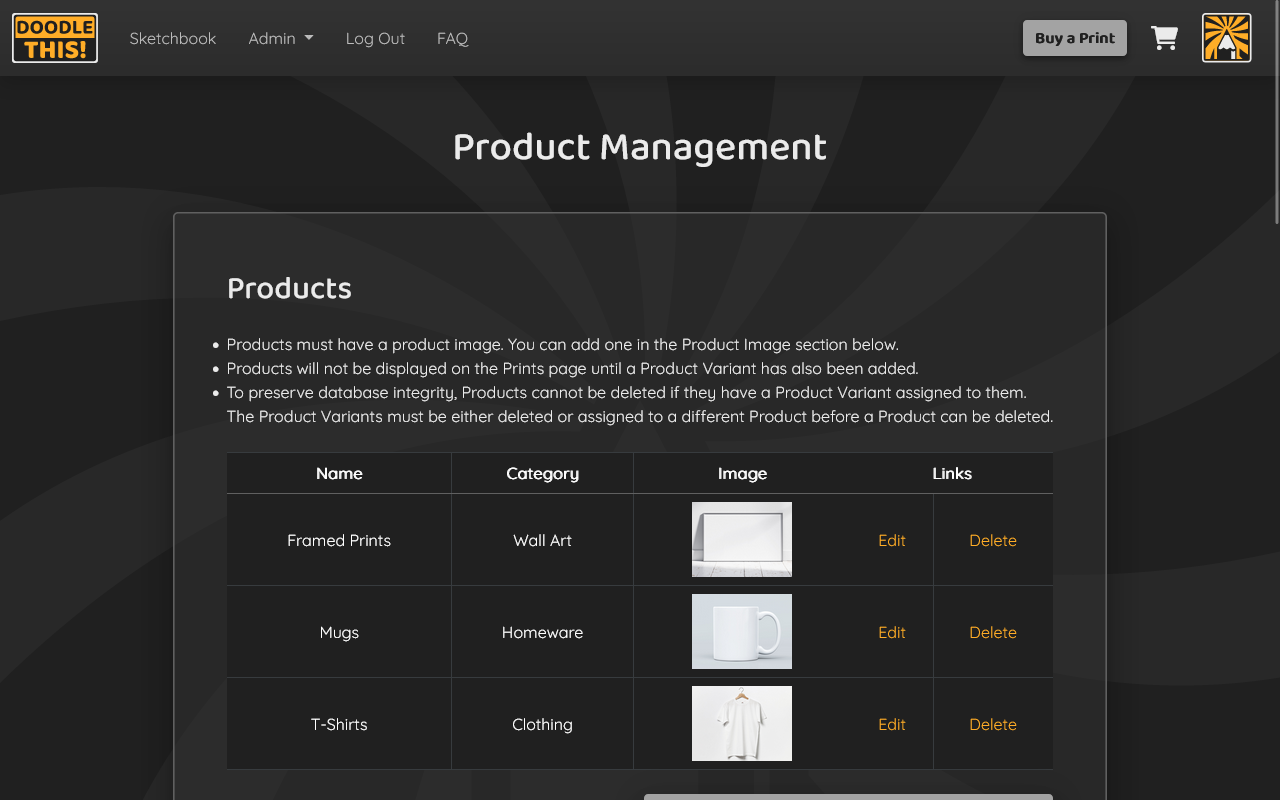 DOODLE
THIS!
Sketchbook
Admin
Log Out
FAQ
Buy a Print
Product Management
Products
Products must have a product image. You can add one in the Product Image section below.
Products will not be displayed on the Prints page until a Product Variant has also been added.
To preserve database integrity, Products cannot be deleted if they have a Product Variant assigned to them.
The Product Variants must be either deleted or assigned to a different Product before a Product can be deleted.
Name Category Image Links
Framed Prints Wall Art Edit Delete
Mugs Homeware Edit Delete
T-Shirts Clothing Edit Delete